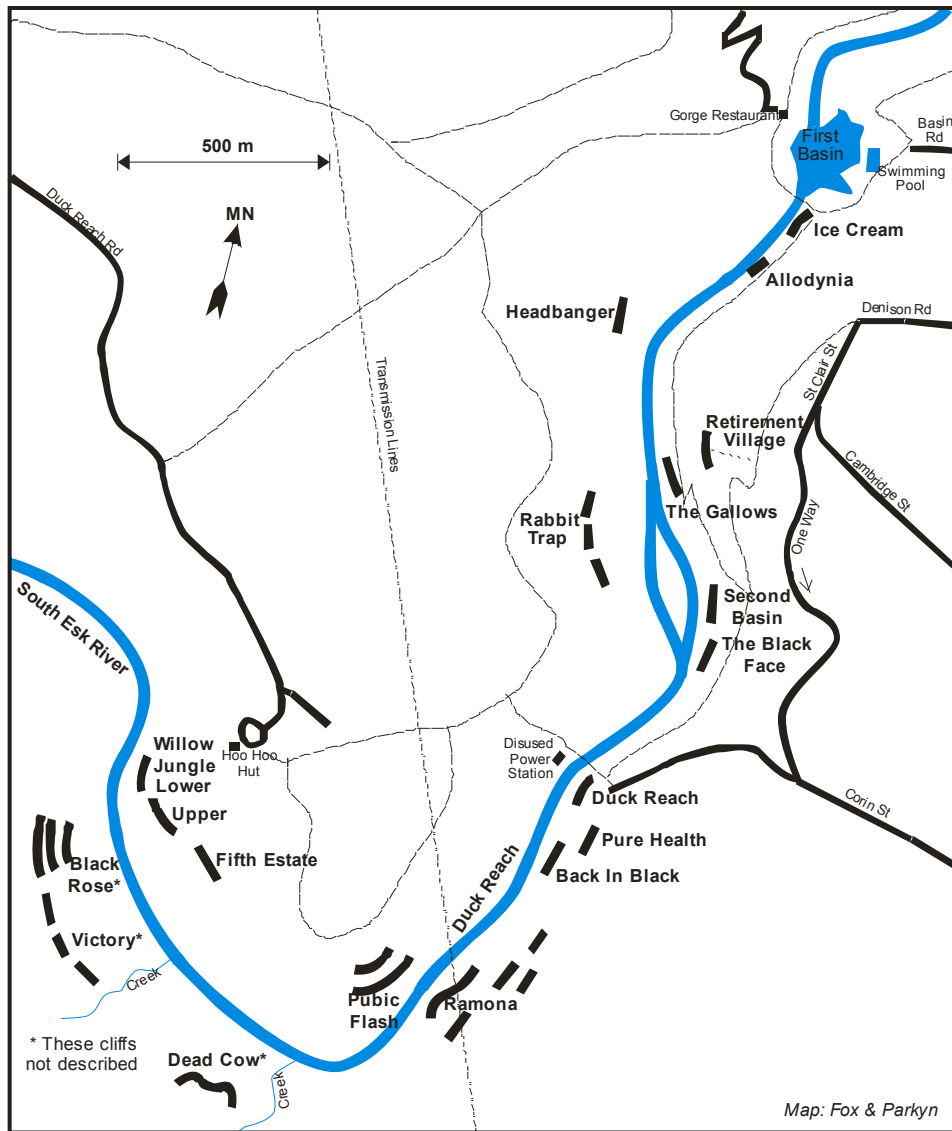 Gorge Restaurant
First
Basin
Basin
Rd
Swimming
Pool
500 m
Duck Reach Rd
MN
Ice Cream
Allodynia
Headbanger
Denison Rd
St Clair St
Transmission Lines
Retirement
Village
Cambridge St
The Gallows
Rabbit
Trap
One Way
South Esk River
Second
Basin
The Black
Face
Willow
Jungle
Lower
Hoo Hoo
Hut
Disused
Power
Station
Upper
Duck Reach
Corin St
Pure Health
Fifth Estate
Back In Black
Black
Rose*
Duck Reach
Victory*
Creek
Pubic
Flash
Ramona
* These cliffs
not described
Dead Cow*
Creek
Map: Fox & Parkyn